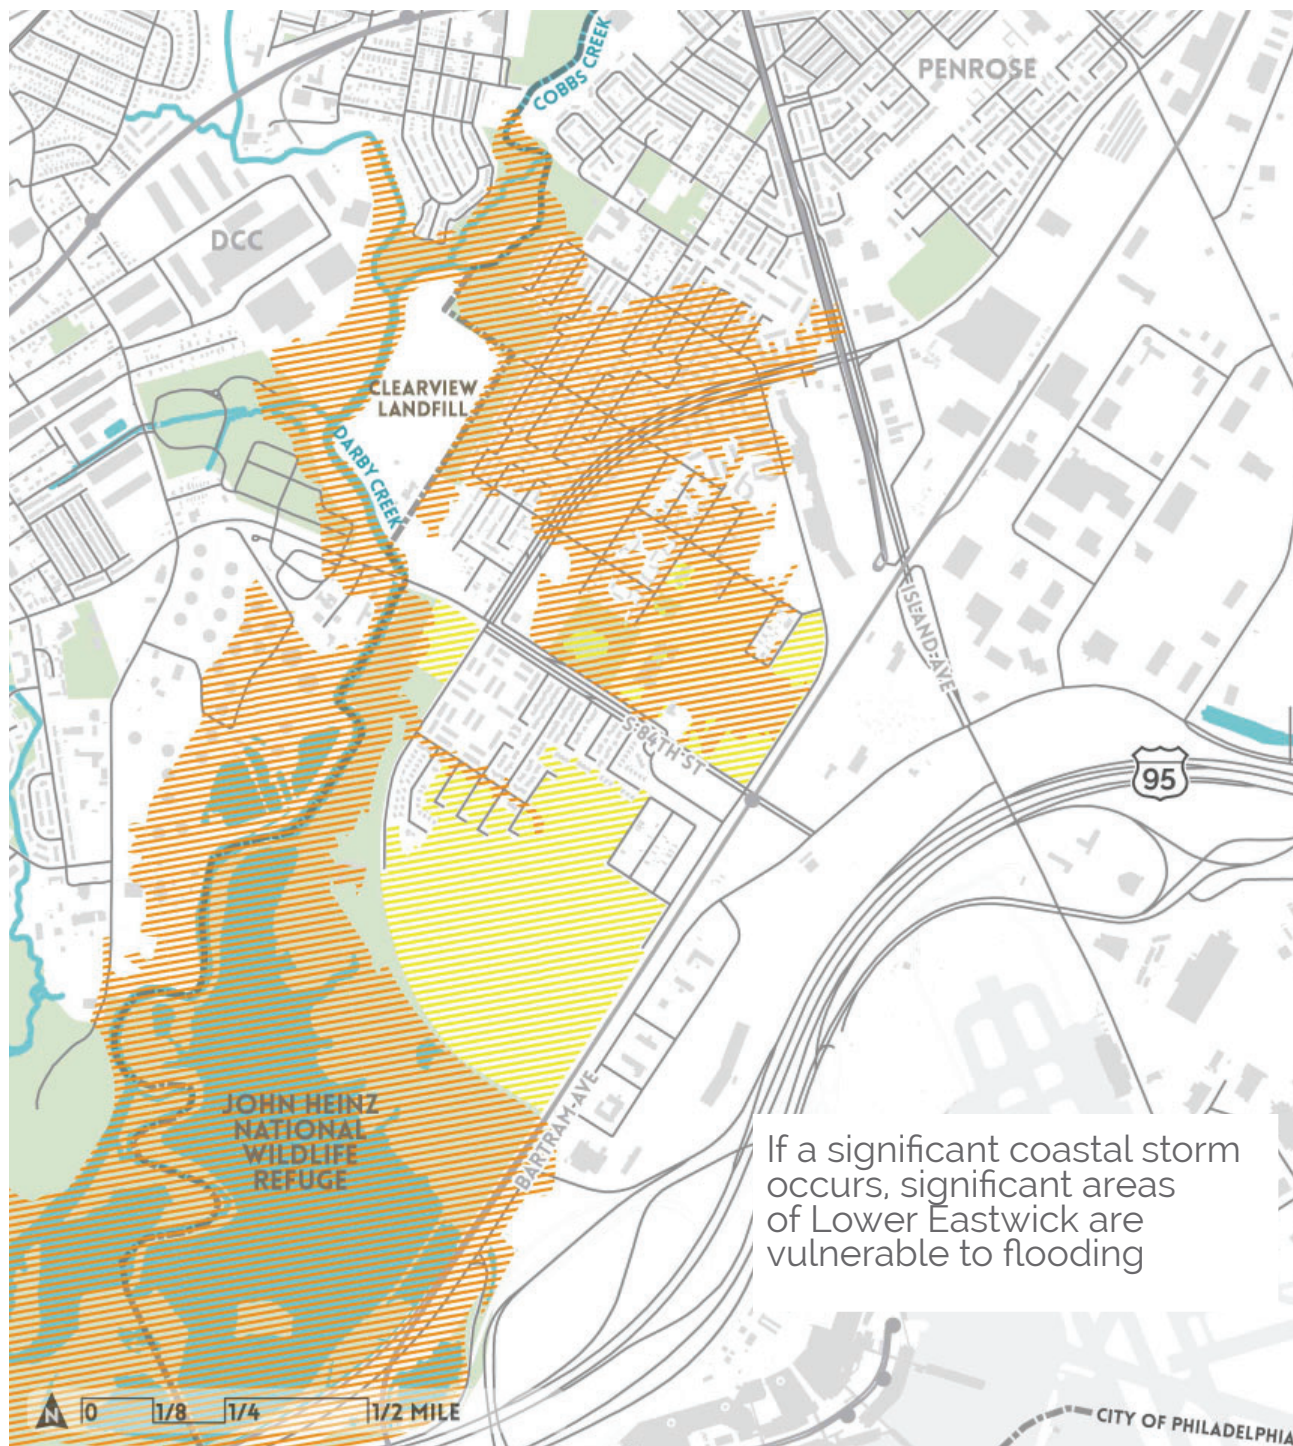 COBBS CREEK
PENROSE
DCC
CLEARVIEW
LANDFILL
DARBY CREEK
ISLAND AVE
S 84TH ST
95
JOHN HEINZ
NATIONAL
WILDLIFE
REFUGE
BARTRAM AVE
If a significant coastal storm
occurs, significant areas
of Lower Eastwick are
vulnerable to flooding
N 0 1/8 1/4 1/2 MILE
CITY OF PHILADELPHIA